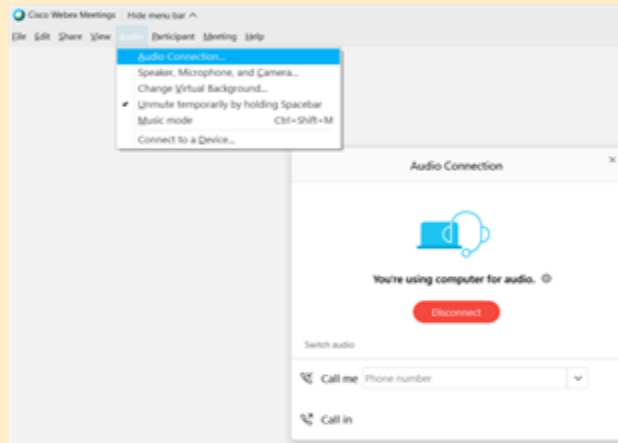 Cisco Webex Meetings Hide menu bar ^
File Edit Share View Audio Participant Meeting Help
Audio Connection...
Speaker, Microphone, and Camera...
Change Virtual Background...
✔ Unmute temporarily by holding Spacebar
Music mode Ctrl+Shift+M
Connect to a Device...
Audio Connection
You're using computer for audio.
Disconnect
Switch audio
Call me Phone number
Call in